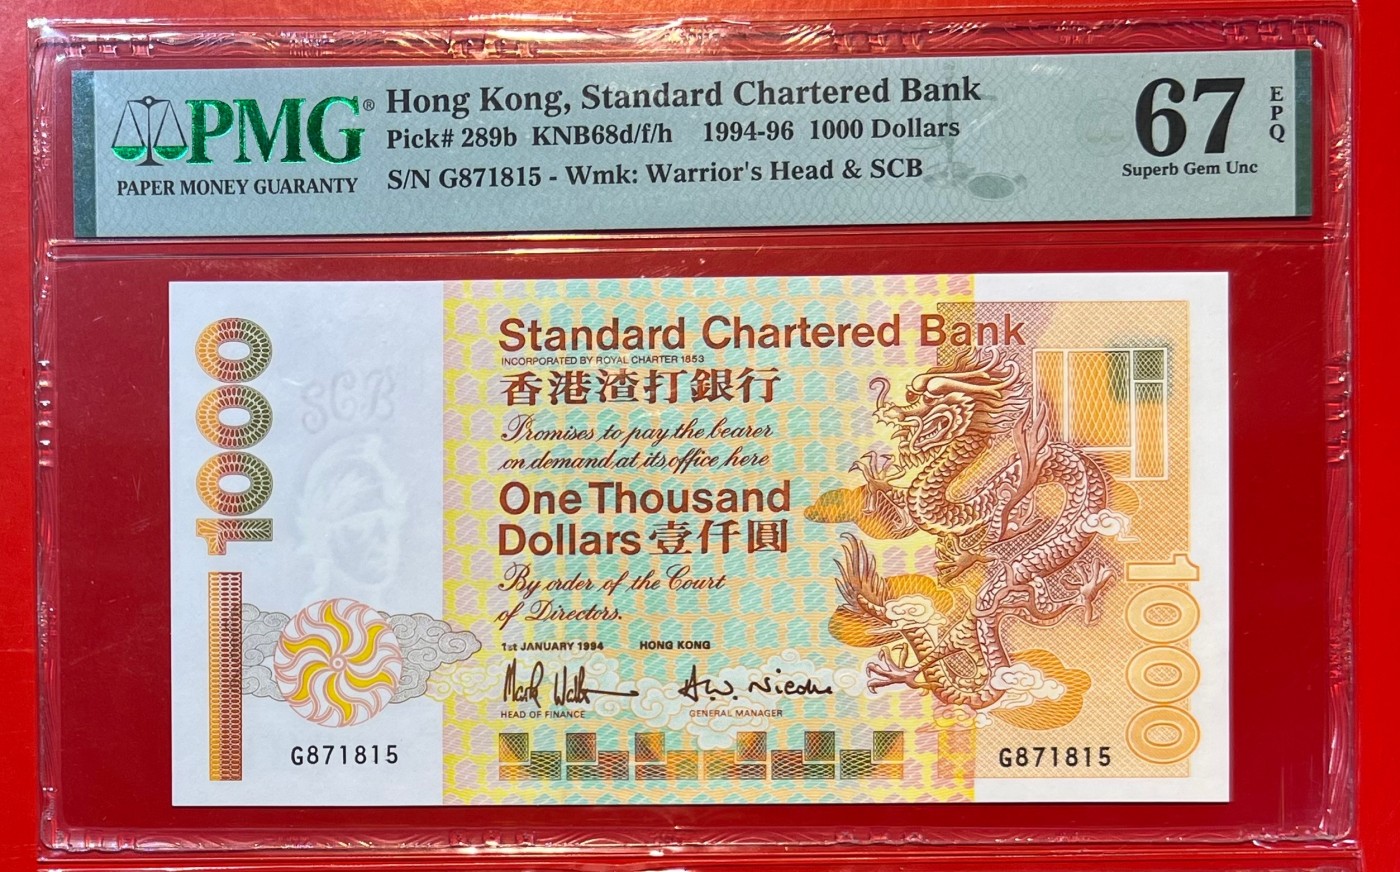 PMG®
PAPER MONEY GUARANTY
Hong Kong, Standard Chartered Bank
Pick# 289b KNB68d/f/h 1994-96 1000 Dollars
S/N G871815 - Wmk: Warrior's Head & SCB
67
EPQ
Superb Gem Unc
1000
SCB
Standard Chartered Bank
INCORPORATED BY ROYAL CHARTER 1853
香港渣打銀行
Promises to pay the bearer
on demand at its office here
One Thousand
Dollars 壹仟圓
By order of the Court
of Directors.
1st JANUARY 1994 HONG KONG
HEAD OF FINANCE GENERAL MANAGER
G871815 G871815
1000